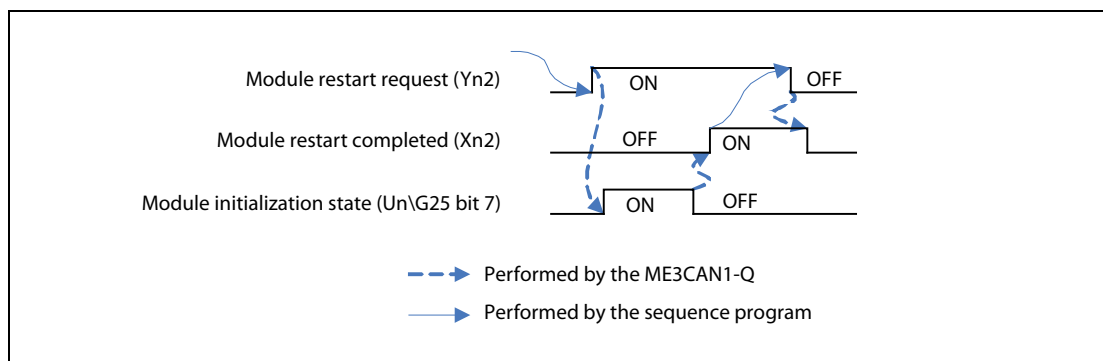 Module restart request (Yn2)
ON
OFF
Module restart completed (Xn2)
OFF
ON
Module initialization state (Un\G25 bit 7)
ON
OFF
Performed by the ME3CAN1-Q
Performed by the sequence program